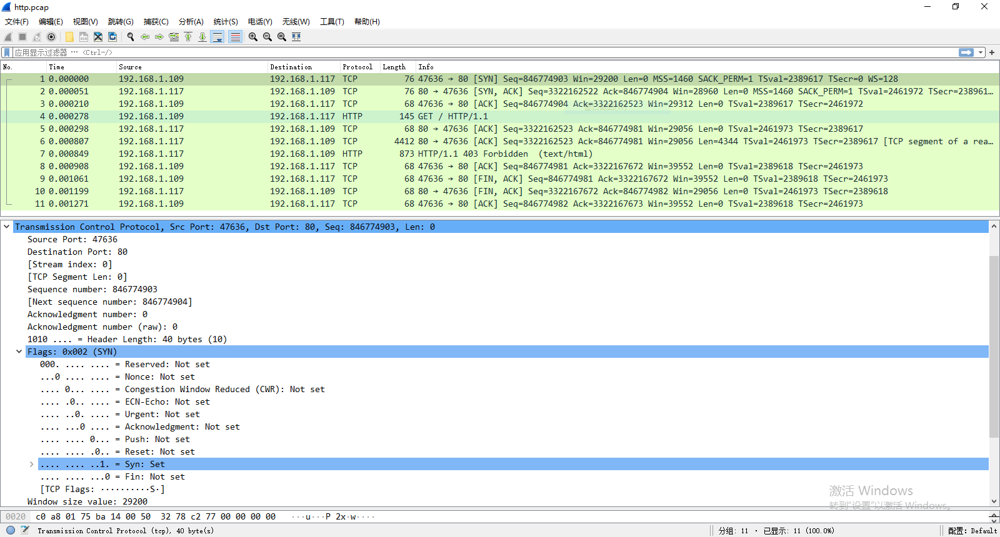 http.pcap
文件(F) 编辑(E) 视图(V) 跳转(G) 捕获(C) 分析(A) 统计(S) 电话(Y) 无线(W) 工具(T) 帮助(H)
应用显示过滤器 … <Ctrl-/>
No. Time Source Destination Protocol Length Info
1 0.000000 192.168.1.109 192.168.1.117 TCP 76 47636 → 80 [SYN] Seq=846774903 Win=29200 Len=0 MSS=1460 SACK_PERM=1 TSval=2389617 TSecr=0 WS=128
2 0.000051 192.168.1.117 192.168.1.109 TCP 76 80 → 47636 [SYN, ACK] Seq=3322162522 Ack=846774904 Win=28960 Len=0 MSS=1460 SACK_PERM=1 TSval=2461972 TSecr=238961…
3 0.000210 192.168.1.109 192.168.1.117 TCP 68 47636 → 80 [ACK] Seq=846774904 Ack=3322162523 Win=29312 Len=0 TSval=2389617 TSecr=2461972
4 0.000278 192.168.1.109 192.168.1.117 HTTP 145 GET / HTTP/1.1
5 0.000298 192.168.1.117 192.168.1.109 TCP 68 80 → 47636 [ACK] Seq=3322162523 Ack=846774981 Win=29056 Len=0 TSval=2461973 TSecr=2389617
6 0.000807 192.168.1.117 192.168.1.109 TCP 4412 80 → 47636 [ACK] Seq=3322162523 Ack=846774981 Win=29056 Len=4344 TSval=2461973 TSecr=2389617 [TCP segment of a rea…
7 0.000849 192.168.1.117 192.168.1.109 HTTP 873 HTTP/1.1 403 Forbidden (text/html)
8 0.000908 192.168.1.109 192.168.1.117 TCP 68 47636 → 80 [ACK] Seq=846774981 Ack=3322167672 Win=39552 Len=0 TSval=2389618 TSecr=2461973
9 0.001061 192.168.1.109 192.168.1.117 TCP 68 47636 → 80 [FIN, ACK] Seq=846774981 Ack=3322167672 Win=39552 Len=0 TSval=2389618 TSecr=2461973
10 0.001199 192.168.1.117 192.168.1.109 TCP 68 80 → 47636 [FIN, ACK] Seq=3322167672 Ack=846774982 Win=29056 Len=0 TSval=2461973 TSecr=2389618
11 0.001271 192.168.1.109 192.168.1.117 TCP 68 47636 → 80 [ACK] Seq=846774982 Ack=3322167673 Win=39552 Len=0 TSval=2389618 TSecr=2461973
Transmission Control Protocol, Src Port: 47636, Dst Port: 80, Seq: 846774903, Len: 0
Source Port: 47636
Destination Port: 80
[Stream index: 0]
[TCP Segment Len: 0]
Sequence number: 846774903
[Next sequence number: 846774904]
Acknowledgment number: 0
Acknowledgment number (raw): 0
1010 .... = Header Length: 40 bytes (10)
Flags: 0x002 (SYN)
000. .... .... = Reserved: Not set
...0 .... .... = Nonce: Not set
.... 0... .... = Congestion Window Reduced (CWR): Not set
.... .0.. .... = ECN-Echo: Not set
.... ..0. .... = Urgent: Not set
.... ...0 .... = Acknowledgment: Not set
.... .... 0... = Push: Not set
.... .... .0.. = Reset: Not set
.... .... ..1. = Syn: Set
.... .... ...0 = Fin: Not set
[TCP Flags: ··········S·]
Window size value: 29200
激活 Windows
转到"设置"以激活 Windows。
0020 c0 a8 01 75 ba 14 00 50 32 78 c2 77 00 00 00 00 ···u···P 2x·w····
Transmission Control Protocol (tcp), 40 byte(s) 分组: 11 · 已显示: 11 (100.0%) 配置: Default